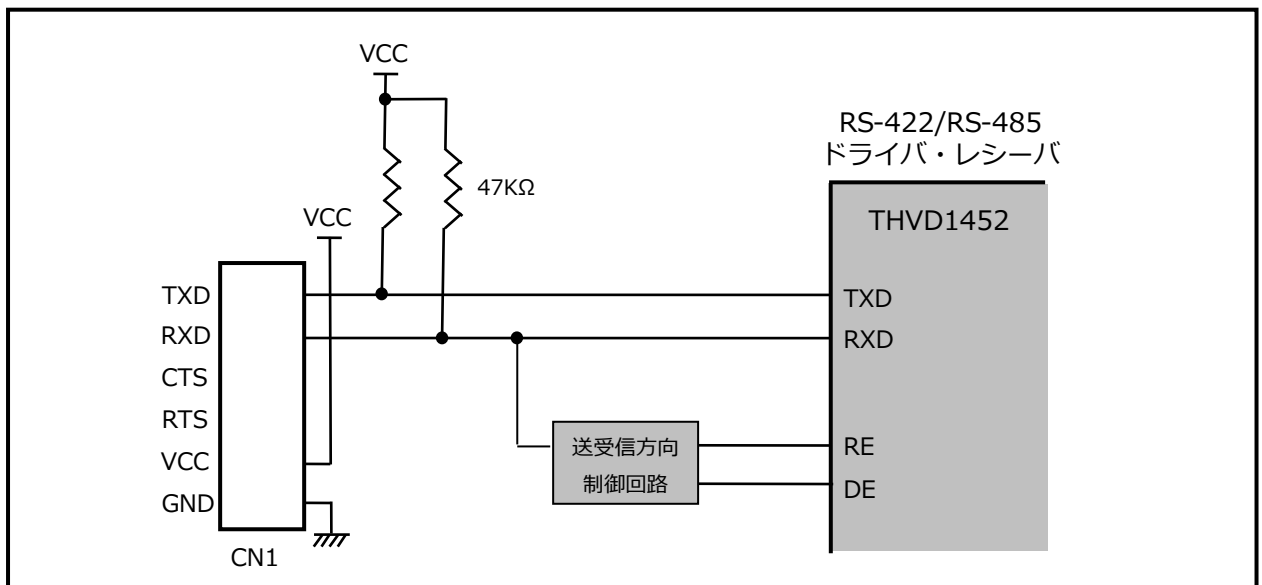 VCC
RS-422/RS-485
ドライバ・レシーバ
47KΩ
VCC
THVD1452
TXD
RXD
CTS
RTS
VCC
GND
CN1
TXD
RXD
送受信方向
制御回路
RE
DE